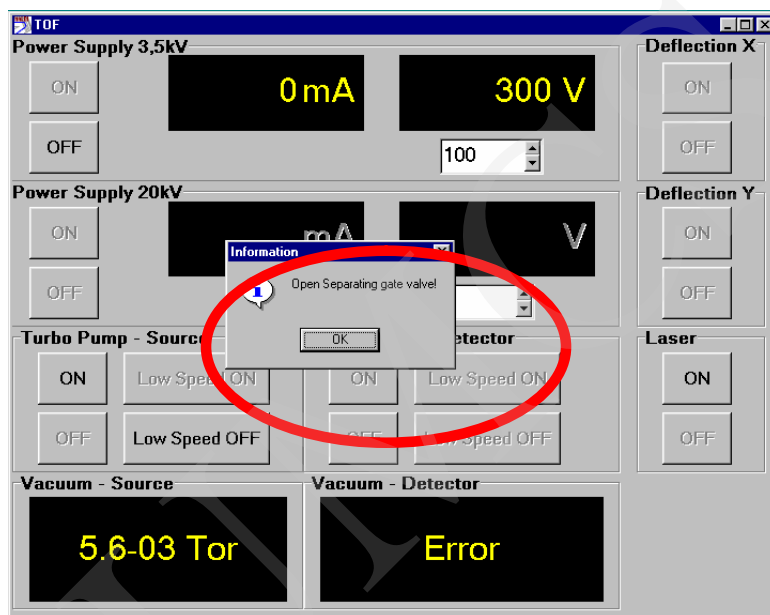 TOF
Power Supply 3,5kV
ON
0 mA
300 V
OFF
100
Deflection X
ON
OFF
Power Supply 20kV
ON
mA
V
OFF
Deflection Y
ON
OFF
Information
Open Separating gate valve!
OK
Turbo Pump - Source
ON
Low Speed ON
OFF
Low Speed OFF
etector
ON
Low Speed ON
OFF
Low Speed OFF
Laser
ON
OFF
Vacuum - Source
5.6-03 Tor
Vacuum - Detector
Error